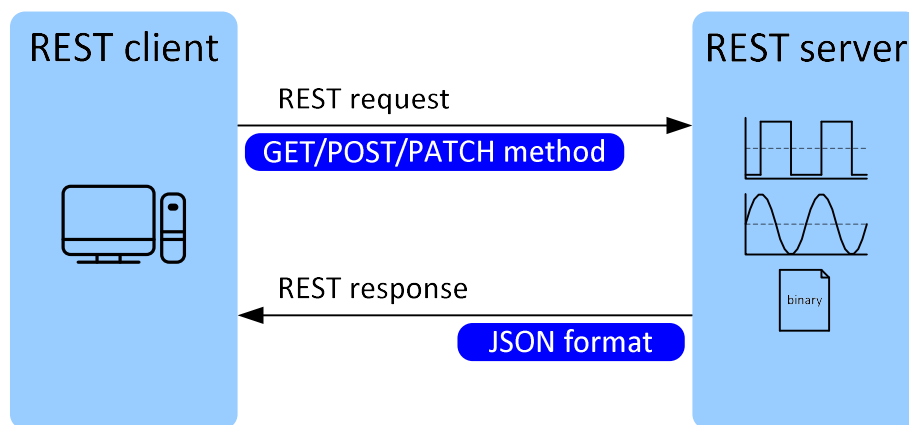 REST client
REST server
REST request
GET/POST/PATCH method
REST response
binary
JSON format